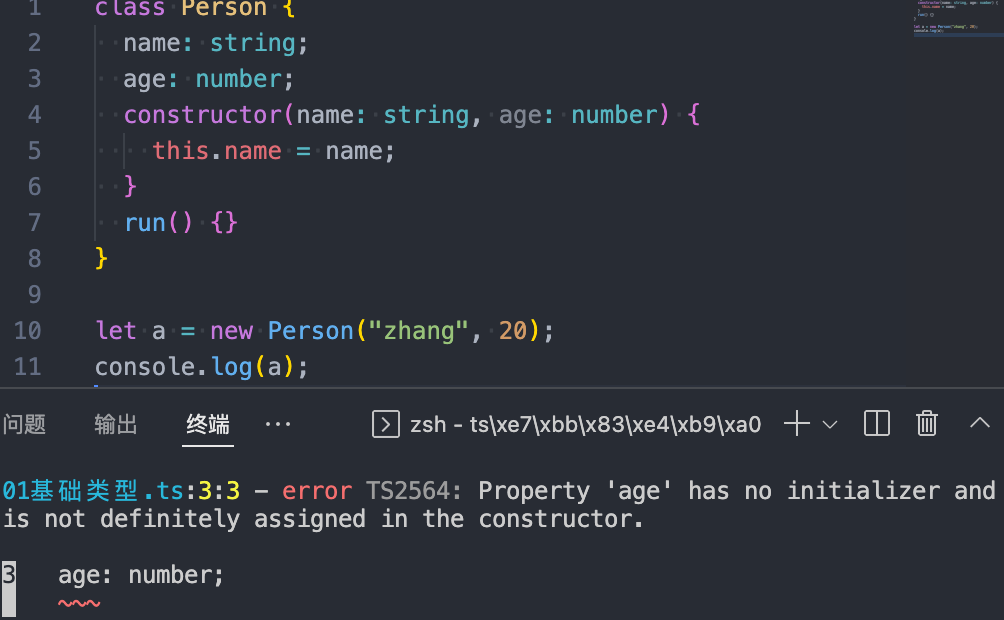 1 class Person {
2 name: string;
3 age: number;
4 constructor(name: string, age: number) {
5 this.name = name;
6 }
7 run() {}
8 }
9
10 let a = new Person("zhang", 20);
11 console.log(a);
问题 输出 终端 ··· zsh - ts\xe7\xbb\x83\xe4\xb9\xa0
01基础类型.ts:3:3 - error TS2564: Property 'age' has no initializer and
is not definitely assigned in the constructor.
3 age: number;
~~~